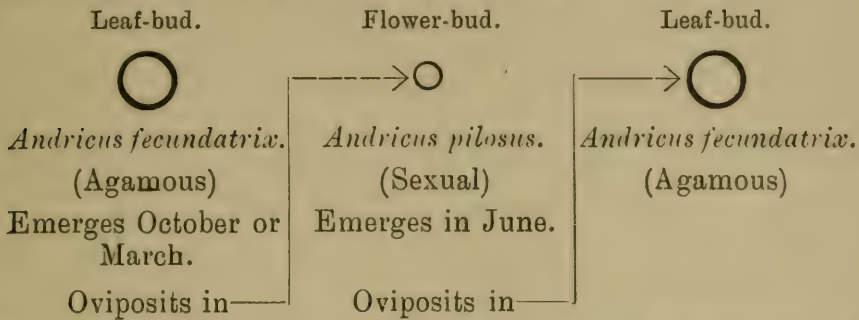 Leaf-bud.
Flower-bud.
Leaf-bud.
Andricus fecundatrix.
(Agamous)
Emerges October or
March.
Oviposits in
Andricus pilosus.
(Sexual)
Emerges in June.
Oviposits in
Andricus fecundatrix.
(Agamous)